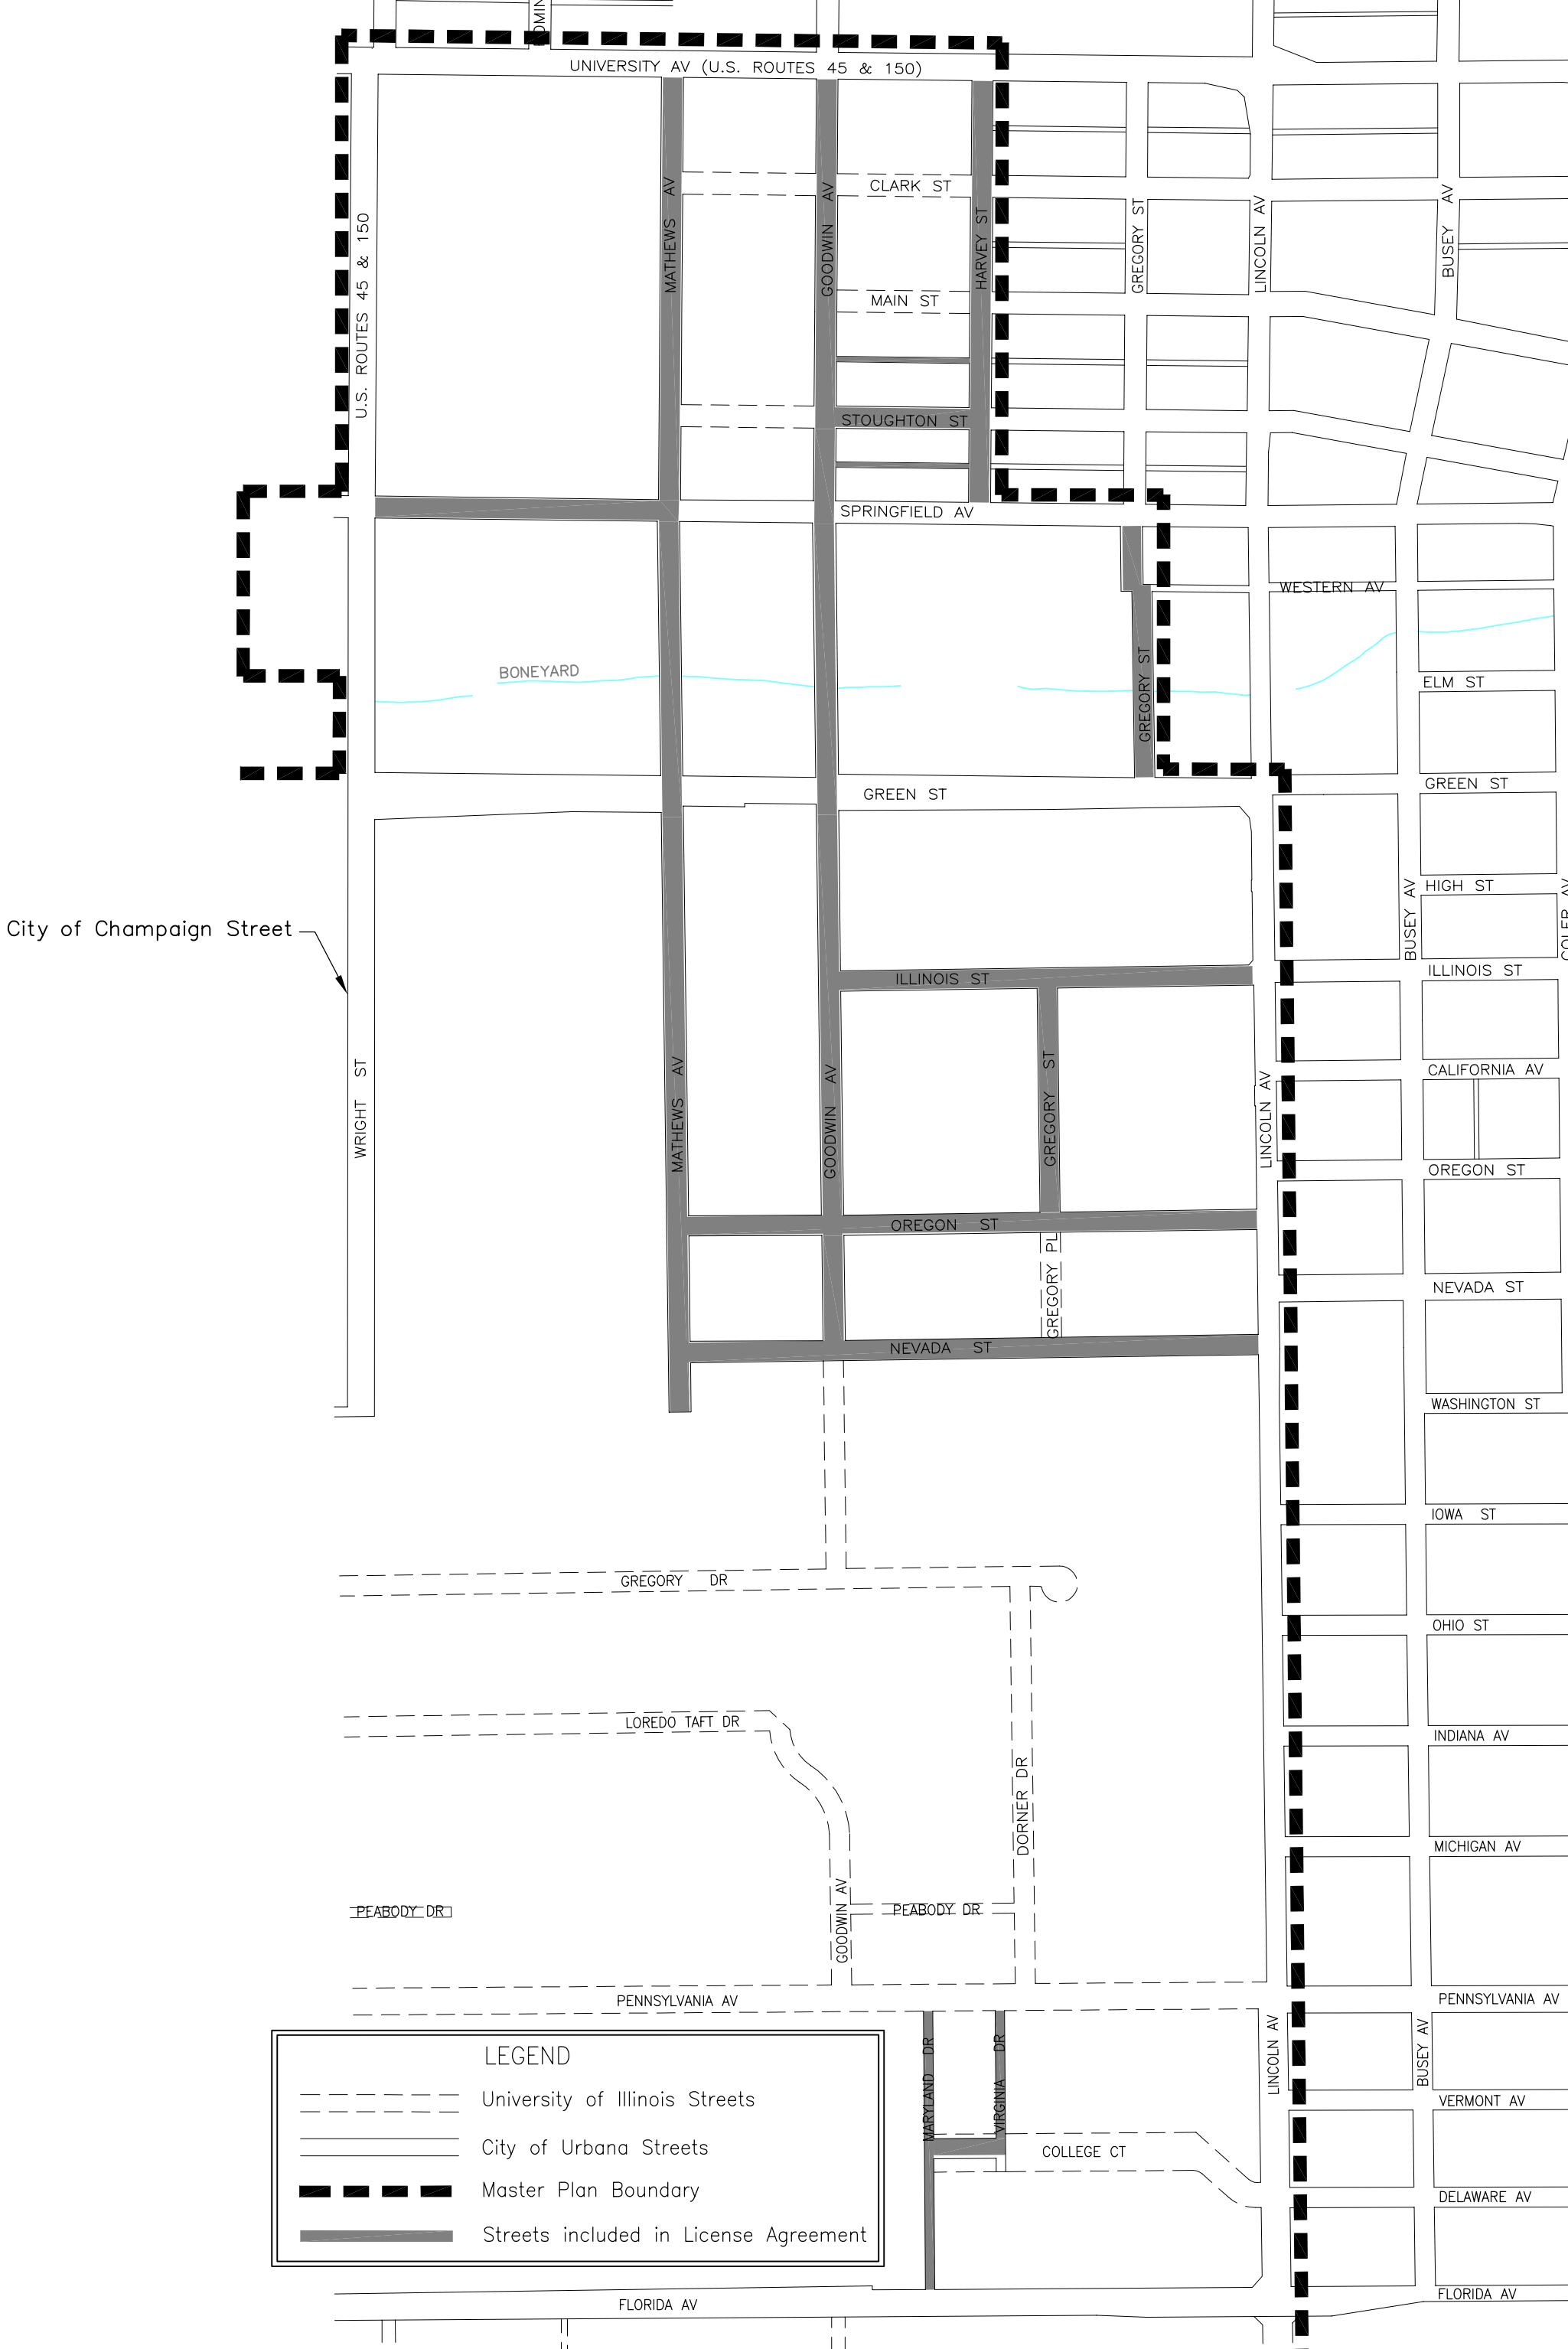 UNIVERSITY AV (U.S. ROUTES 45 & 150)
CLARK ST
MATHEWS AV
GOODWIN AV
HARVEY ST
GREGORY ST
LINCOLN AV
BUSEY AV
U.S. ROUTES 45 & 150
MAIN ST
STOUGHTON ST
SPRINGFIELD AV
WESTERN AV
BONEYARD
GREGORY ST
ELM ST
GREEN ST
GREEN ST
BUSEY AV
HIGH ST
City of Champaign Street
ILLINOIS ST
ILLINOIS ST
WRIGHT ST
MATHEWS AV
GOODWIN AV
GREGORY ST
LINCOLN AV
CALIFORNIA AV
OREGON ST
OREGON ST
GREGORY PL
NEVADA ST
NEVADA ST
WASHINGTON ST
IOWA ST
GREGORY DR
OHIO ST
LOREDO TAFT DR
INDIANA AV
DORNER DR
MICHIGAN AV
PEABODY DR
GOODWIN AV
PEABODY DR
PENNSYLVANIA AV
PENNSYLVANIA AV
MARYLAND DR
VIRGINIA DR
LINCOLN AV
BUSEY AV
VERMONT AV
COLLEGE CT
DELAWARE AV
LEGEND
University of Illinois Streets
City of Urbana Streets
Master Plan Boundary
Streets included in License Agreement
FLORIDA AV
FLORIDA AV